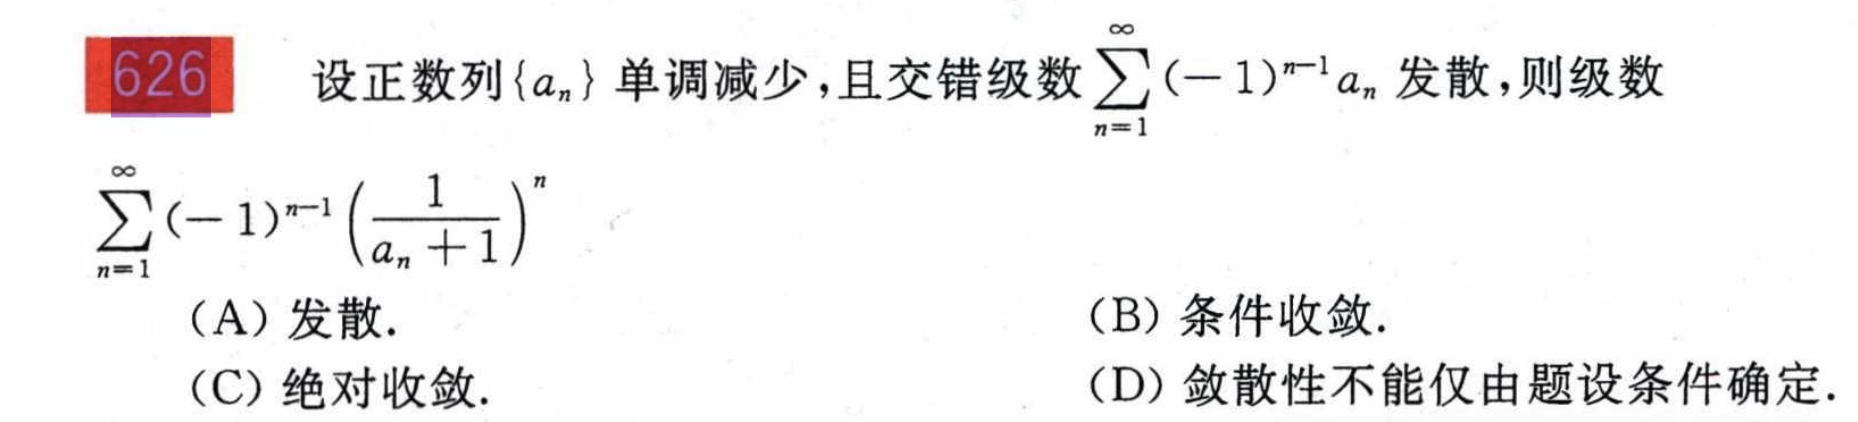 626 设正数列{aₙ}单调减少,且交错级数 $\sum_{n=1}^{\infty}(-1)^{n-1}a_n$ 发散,则级数
$\sum_{n=1}^{\infty}(-1)^{n-1}\left(\frac{1}{a_n+1}\right)^n$
(A) 发散. (B) 条件收敛.
(C) 绝对收敛. (D) 敛散性不能仅由题设条件确定.